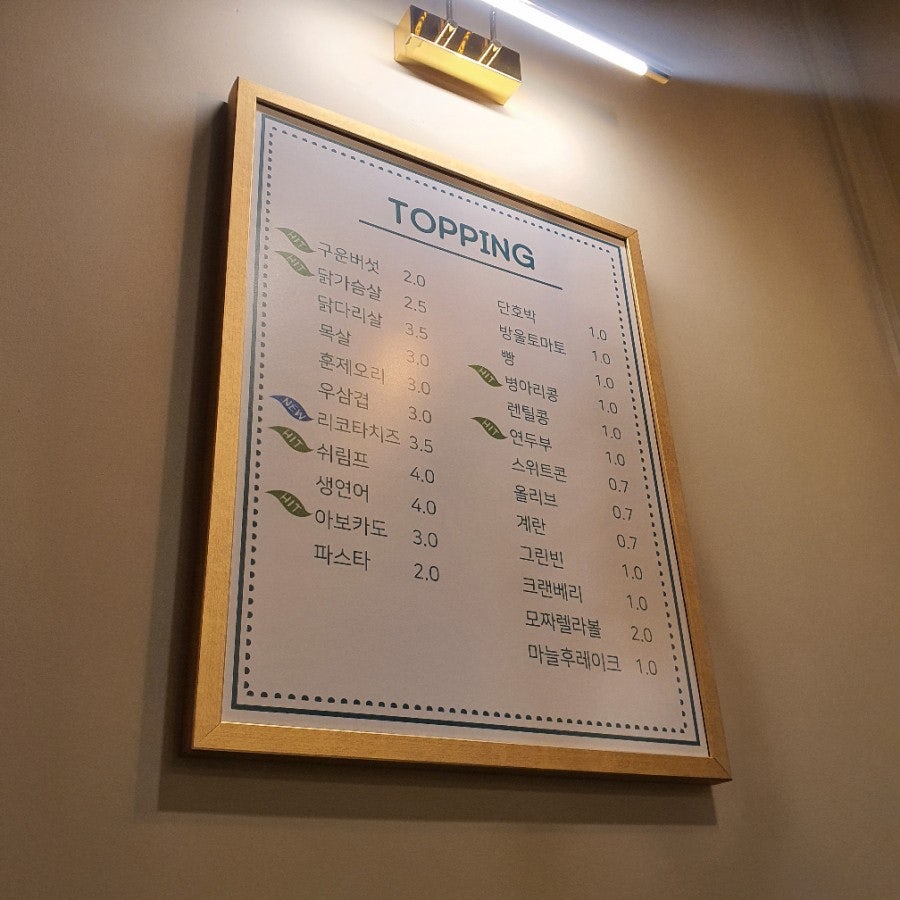 TOPPING
HIT 구운버섯 2.0
HIT 닭가슴살 2.5
닭다리살 3.5
목살 3.0
훈제오리 3.0
우삼겹 3.0
NEW 리코타치즈 3.5
HIT 쉬림프 4.0
생연어 4.0
HIT 아보카도 3.0
파스타 2.0
단호박 1.0
방울토마토 1.0
빵 1.0
HIT 병아리콩 1.0
렌틸콩 1.0
HIT 연두부 1.0
스위트콘 0.7
올리브 0.7
계란 0.7
그린빈 1.0
크랜베리 1.0
모짜렐라볼 2.0
마늘후레이크 1.0